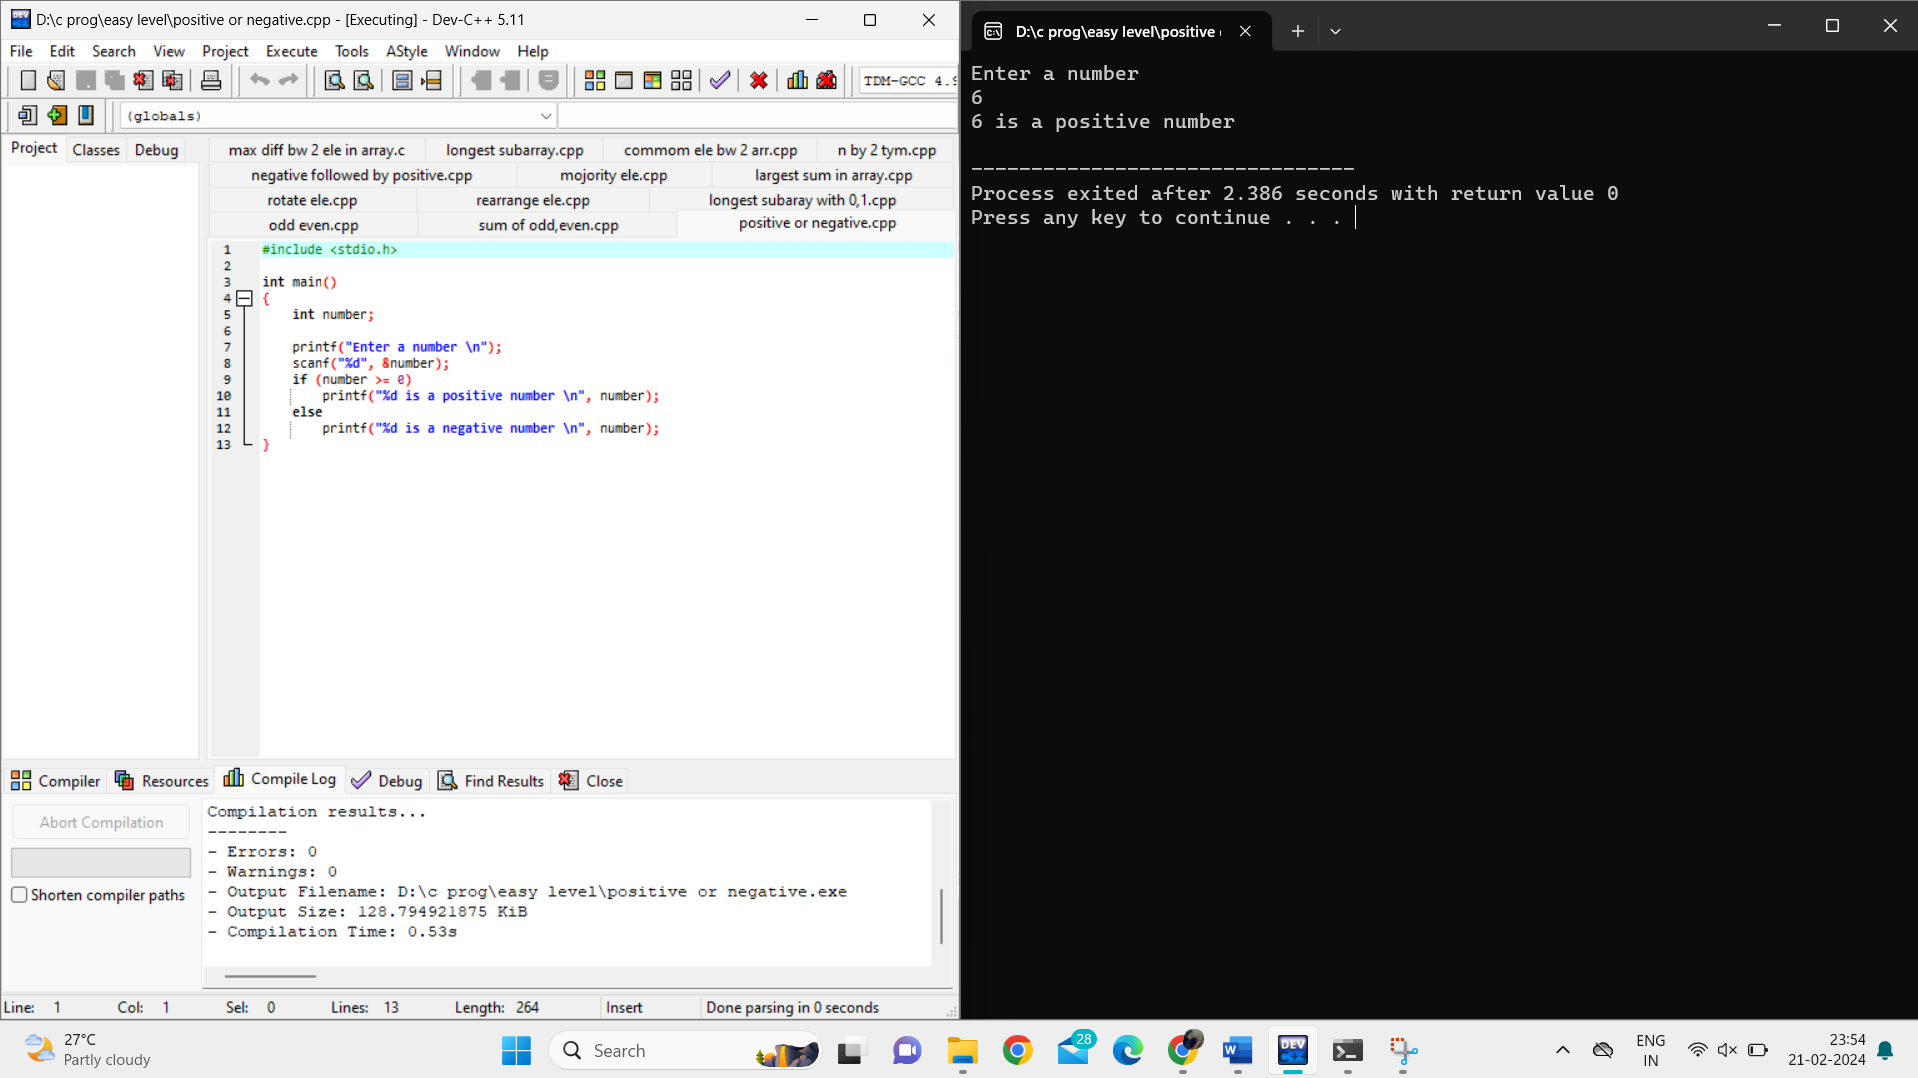 D:\c prog\easy level\positive or negative.cpp - [Executing] - Dev-C++ 5.11
File Edit Search View Project Execute Tools AStyle Window Help
TDM-GCC 4.9
(globals)
Project Classes Debug
max diff bw 2 ele in array.c longest subarray.cpp commom ele bw 2 arr.cpp n by 2 tym.cpp
negative followed by positive.cpp mojority ele.cpp largest sum in array.cpp
rotate ele.cpp rearrange ele.cpp longest subaray with 0,1.cpp
odd even.cpp sum of odd,even.cpp positive or negative.cpp
1 #include <stdio.h>
2
3 int main()
4 {
5 int number;
6
7 printf("Enter a number \n");
8 scanf("%d", &number);
9 if (number >= 0)
10 printf("%d is a positive number \n", number);
11 else
12 printf("%d is a negative number \n", number);
13 }
Compiler Resources Compile Log Debug Find Results Close
Abort Compilation
Shorten compiler paths
Compilation results...
--------
- Errors: 0
- Warnings: 0
- Output Filename: D:\c prog\easy level\positive or negative.exe
- Output Size: 128.794921875 KiB
- Compilation Time: 0.53s
Line: 1 Col: 1 Sel: 0 Lines: 13 Length: 264 Insert Done parsing in 0 seconds
D:\c prog\easy level\positive
Enter a number
6
6 is a positive number
--------------------------------
Process exited after 2.386 seconds with return value 0
Press any key to continue . . .
27°C
Partly cloudy
Search
28
W
DEV C++
ENG
IN
23:54
21-02-2024